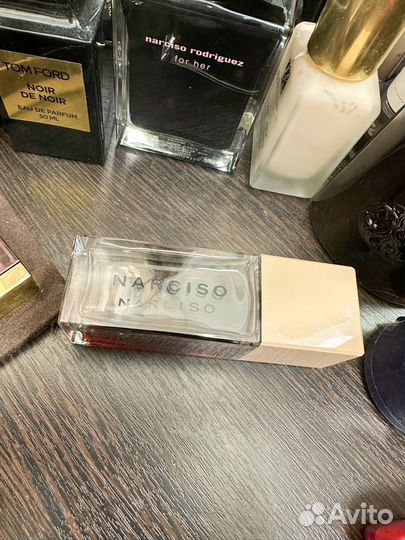 TOM FORD
NOIR
DE NOIR
EAU DE PARFUM
50 ML
narciso rodriguez
for her
NARCISO
NARCISO
Avito